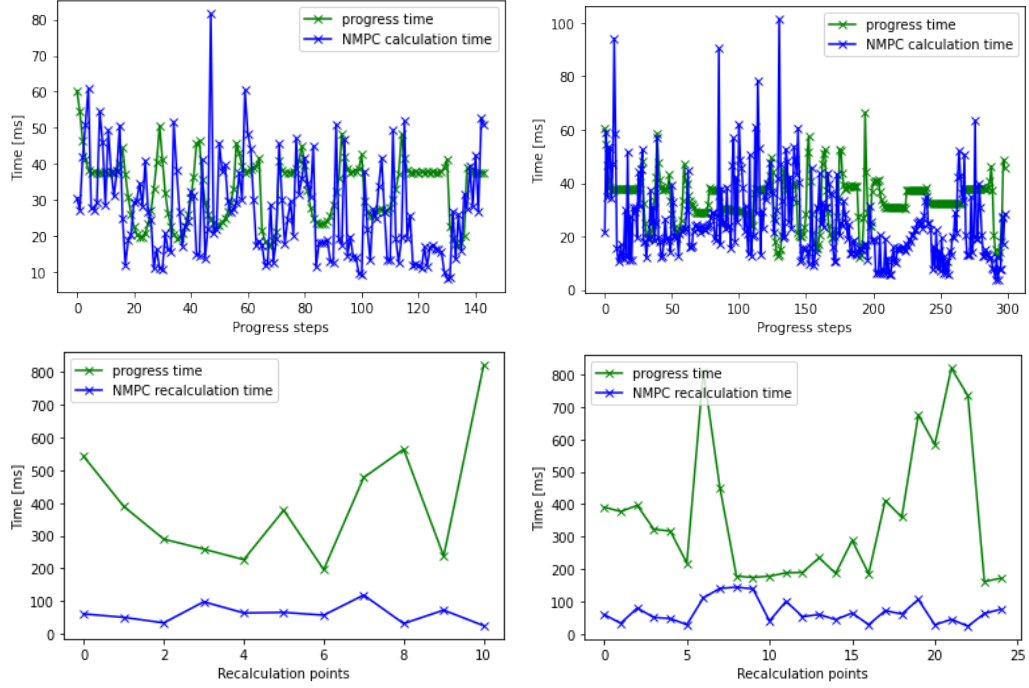 progress time
NMPC calculation time
Time [ms]
80
70
60
50
40
30
20
10
0 20 40 60 80 100 120 140
Progress steps
progress time
NMPC calculation time
Time [ms]
100
80
60
40
20
0
0 50 100 150 200 250 300
Progress steps
progress time
NMPC recalculation time
Time [ms]
800
700
600
500
400
300
200
100
0
0 2 4 6 8 10
Recalculation points
progress time
NMPC recalculation time
Time [ms]
800
700
600
500
400
300
200
100
0
0 5 10 15 20 25
Recalculation points